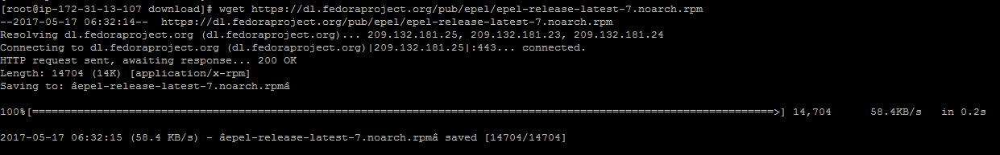 [root@ip-172-31-13-107 download]# wget https://dl.fedoraproject.org/pub/epel/epel-release-latest-7.noarch.rpm
--2017-05-17 06:32:14--  https://dl.fedoraproject.org/pub/epel/epel-release-latest-7.noarch.rpm
Resolving dl.fedoraproject.org (dl.fedoraproject.org)... 209.132.181.25, 209.132.181.23, 209.132.181.24
Connecting to dl.fedoraproject.org (dl.fedoraproject.org)|209.132.181.25|:443... connected.
HTTP request sent, awaiting response... 200 OK
Length: 14704 (14K) [application/x-rpm]
Saving to: âepel-release-latest-7.noarch.rpmâ
100%[===================================================================================================================>] 14,704      58.4KB/s   in 0.2s
2017-05-17 06:32:15 (58.4 KB/s) - âepel-release-latest-7.noarch.rpmâ saved [14704/14704]